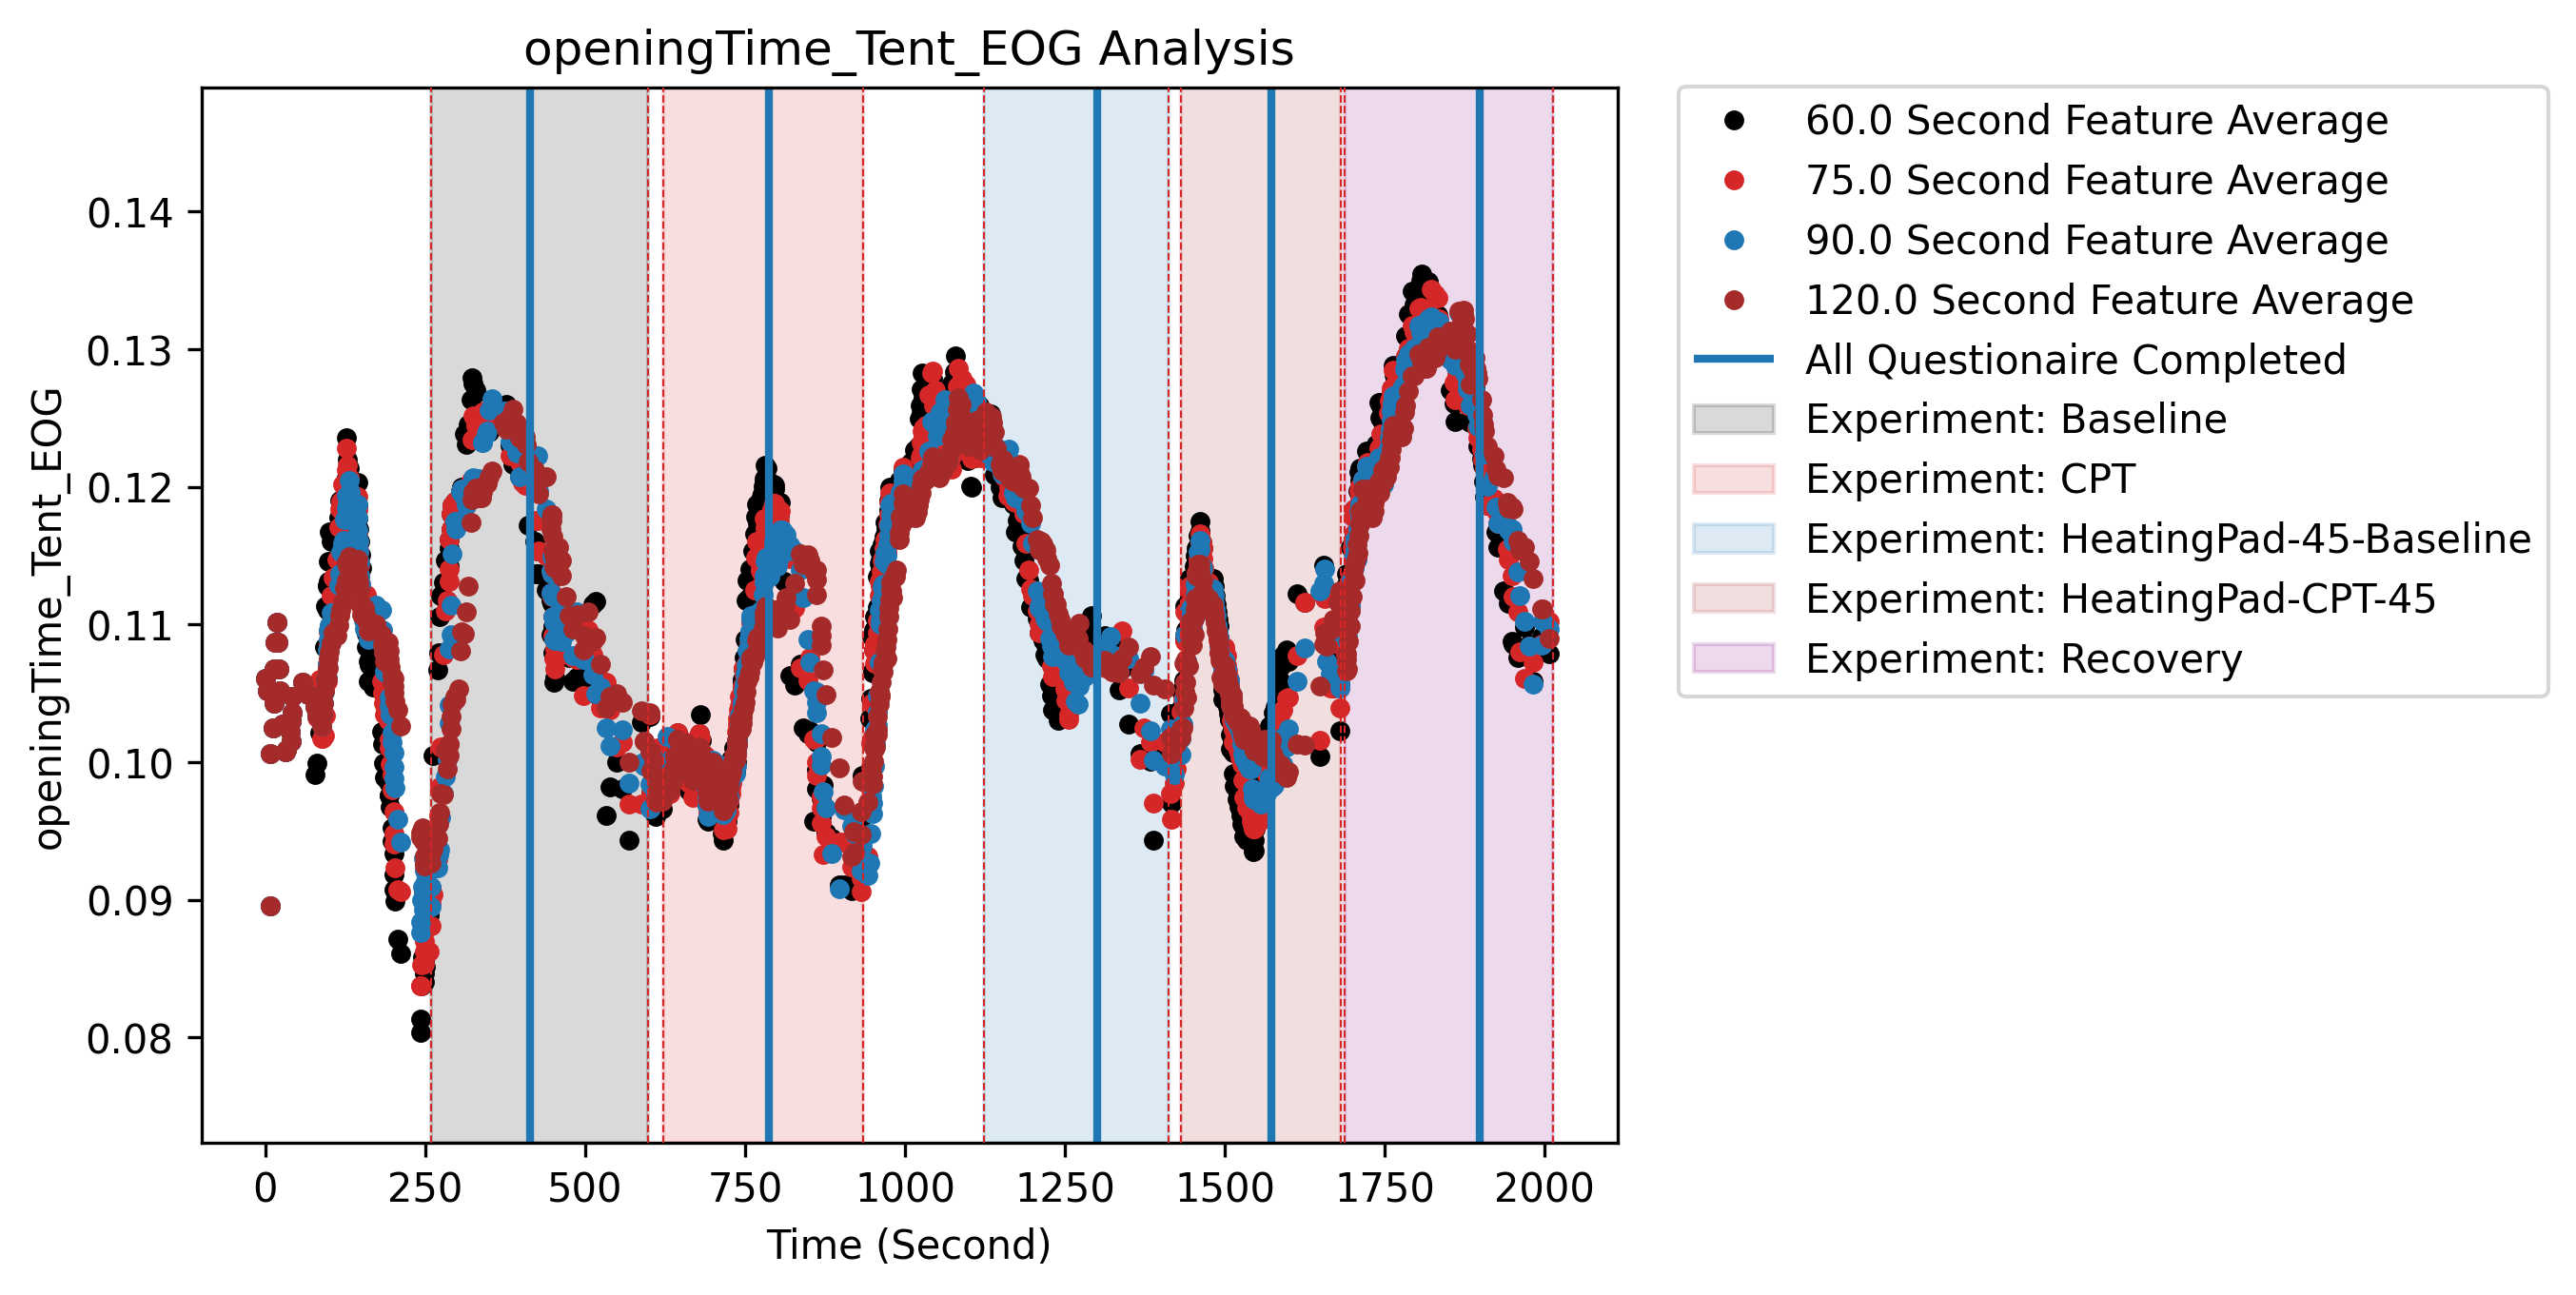 openingTime_Tent_EOG Analysis
openingTime_Tent_EOG
0.14
0.13
0.12
0.11
0.10
0.09
0.08
0 250 500 750 1000 1250 1500 1750 2000
Time (Second)
60.0 Second Feature Average
75.0 Second Feature Average
90.0 Second Feature Average
120.0 Second Feature Average
All Questionaire Completed
Experiment: Baseline
Experiment: CPT
Experiment: HeatingPad-45-Baseline
Experiment: HeatingPad-CPT-45
Experiment: Recovery